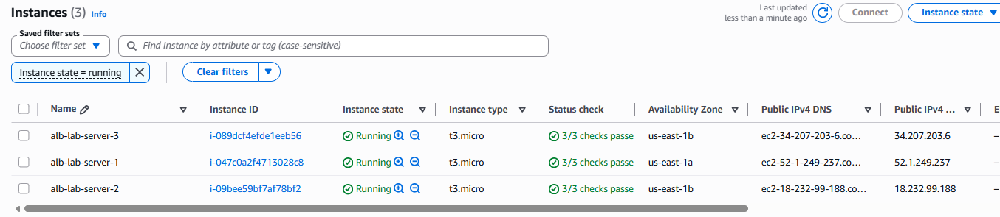 Instances (3) Info
Last updated
less than a minute ago
Connect
Instance state
Saved filter sets
Choose filter set
Find Instance by attribute or tag (case-sensitive)
Instance state = running
Clear filters
Name Instance ID Instance state Instance type Status check Availability Zone Public IPv4 DNS Public IPv4 ... E
alb-lab-server-3 i-089dcf4efde1eeb56 Running t3.micro 3/3 checks passe us-east-1b ec2-34-207-203-6.co... 34.207.203.6 –
alb-lab-server-1 i-047c0a2f4713028c8 Running t3.micro 3/3 checks passe us-east-1a ec2-52-1-249-237.co... 52.1.249.237 –
alb-lab-server-2 i-09bee59bf7af78bf2 Running t3.micro 3/3 checks passe us-east-1b ec2-18-232-99-188.co... 18.232.99.188 –